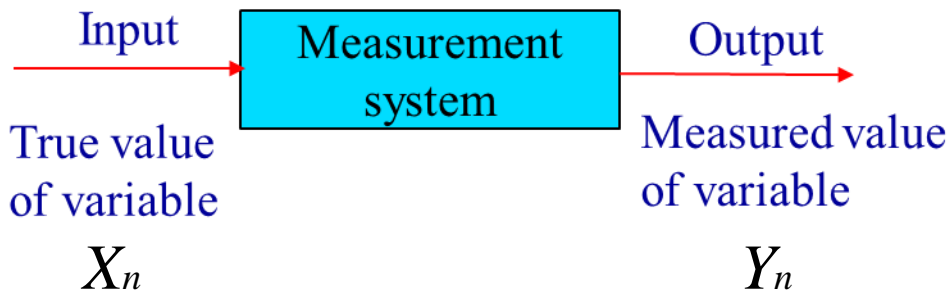 Input
Measurement
system
Output
True value
of variable
Measured value
of variable
Xn
Yn